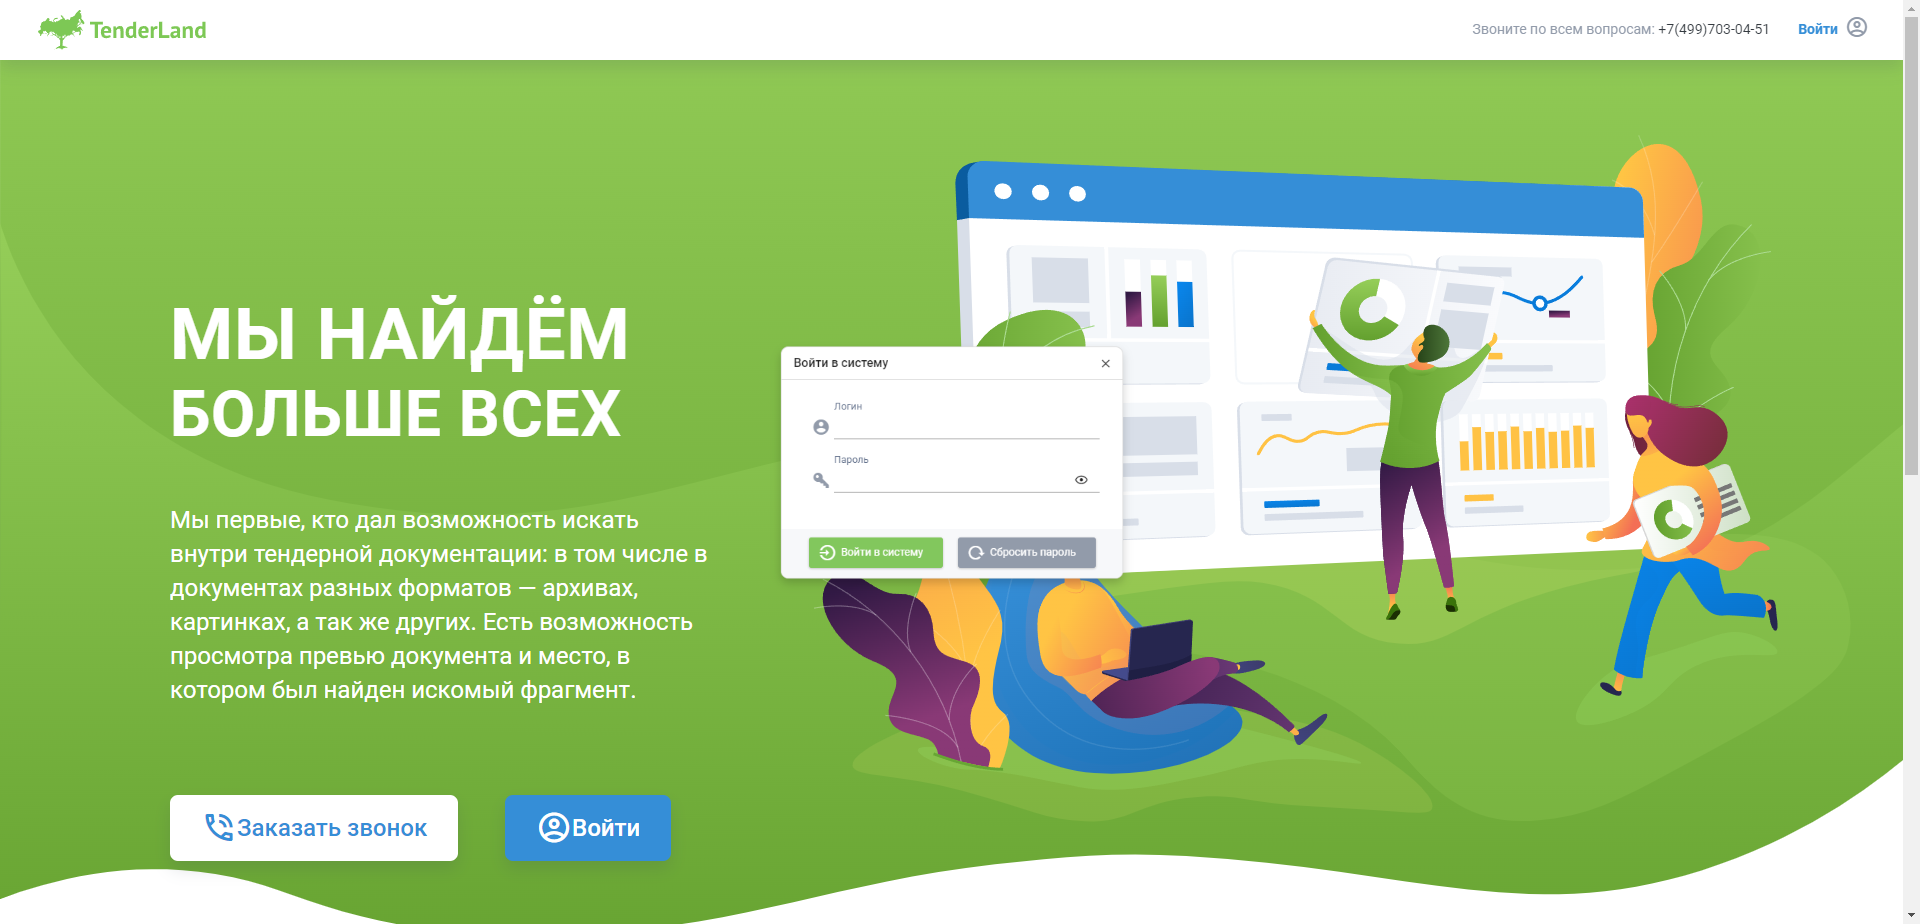 TenderLand
Звоните по всем вопросам: +7(499)703-04-51
Войти
МЫ НАЙДЁМ
БОЛЬШЕ ВСЕХ
Мы первые, кто дал возможность искать
внутри тендерной документации: в том числе в
документах разных форматов — архивах,
картинках, а так же других. Есть возможность
просмотра превью документа и место, в
котором был найден искомый фрагмент.
Заказать звонок
Войти
Войти в систему
Логин
Пароль
Войти в систему
Сбросить пароль